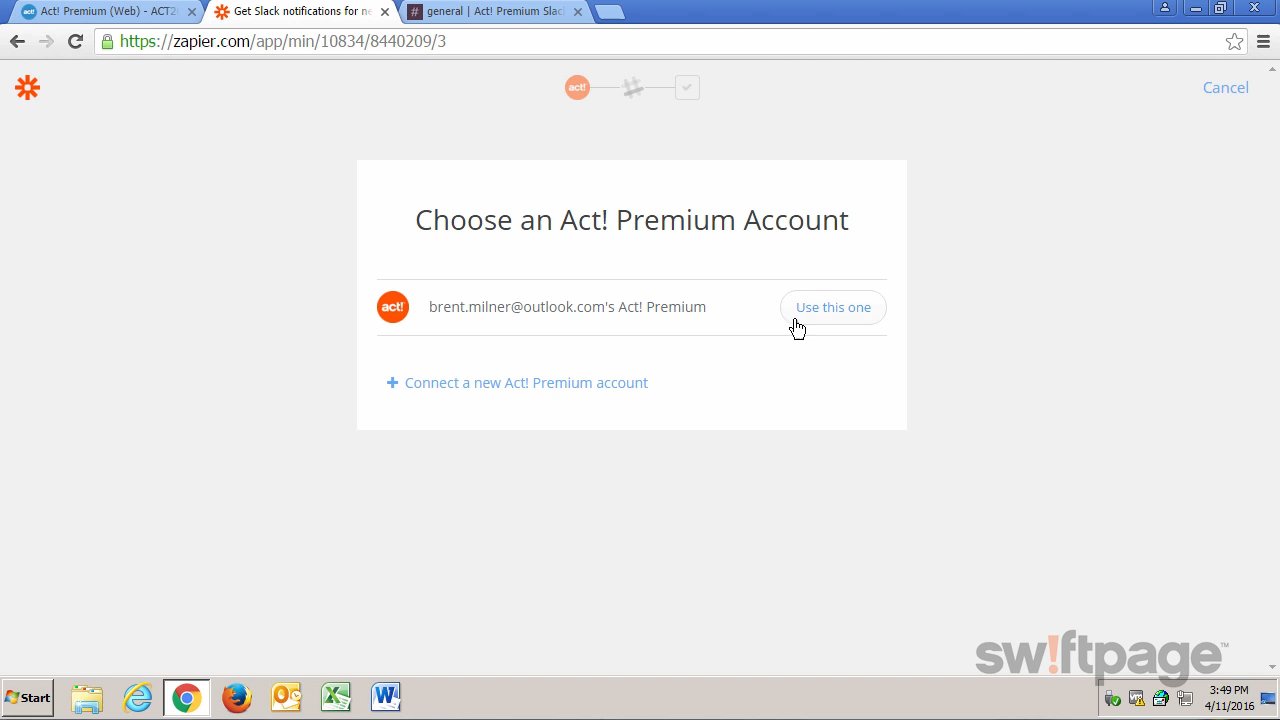 Act! Premium (Web) - ACT2
Get Slack notifications for ne
general | Act! Premium Slac
https://zapier.com/app/min/10834/8440209/3
act!
Cancel
Choose an Act! Premium Account
act!
brent.milner@outlook.com's Act! Premium
Use this one
Connect a new Act! Premium account
sw!ftpage™
Start
3:49 PM
4/11/2016